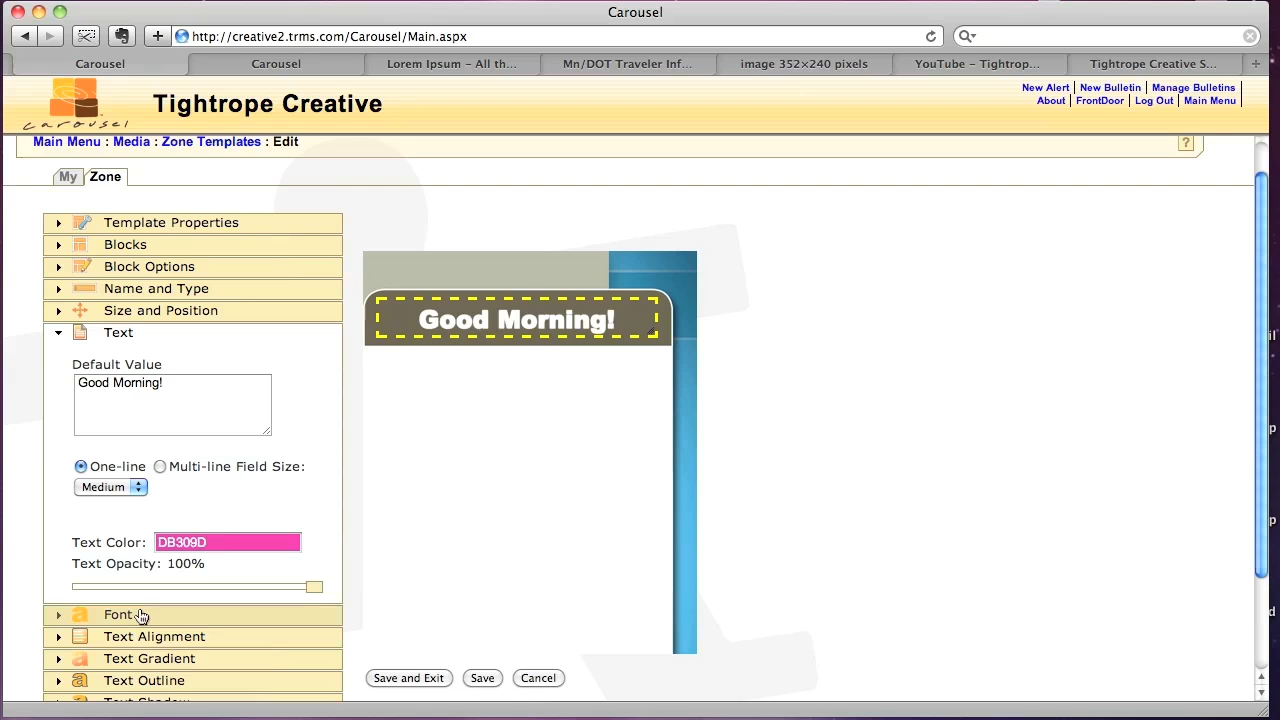 Carousel
http://creative2.trms.com/Carousel/Main.aspx
Carousel
Carousel
Lorem Ipsum – All th...
Mn/DOT Traveler Inf...
image 352×240 pixels
YouTube – Tightrop...
Tightrope Creative S...
carousel
Tightrope Creative
New Alert | New Bulletin | Manage Bulletins
About | FrontDoor | Log Out | Main Menu
Main Menu : Media : Zone Templates : Edit
?
My
Zone
Template Properties
Blocks
Block Options
Name and Type
Size and Position
Text
Default Value
Good Morning!
One-line
Multi-line Field Size:
Medium
Text Color: DB309D
Text Opacity: 100%
Font
Text Alignment
Text Gradient
Text Outline
Good Morning!
Save and Exit
Save
Cancel